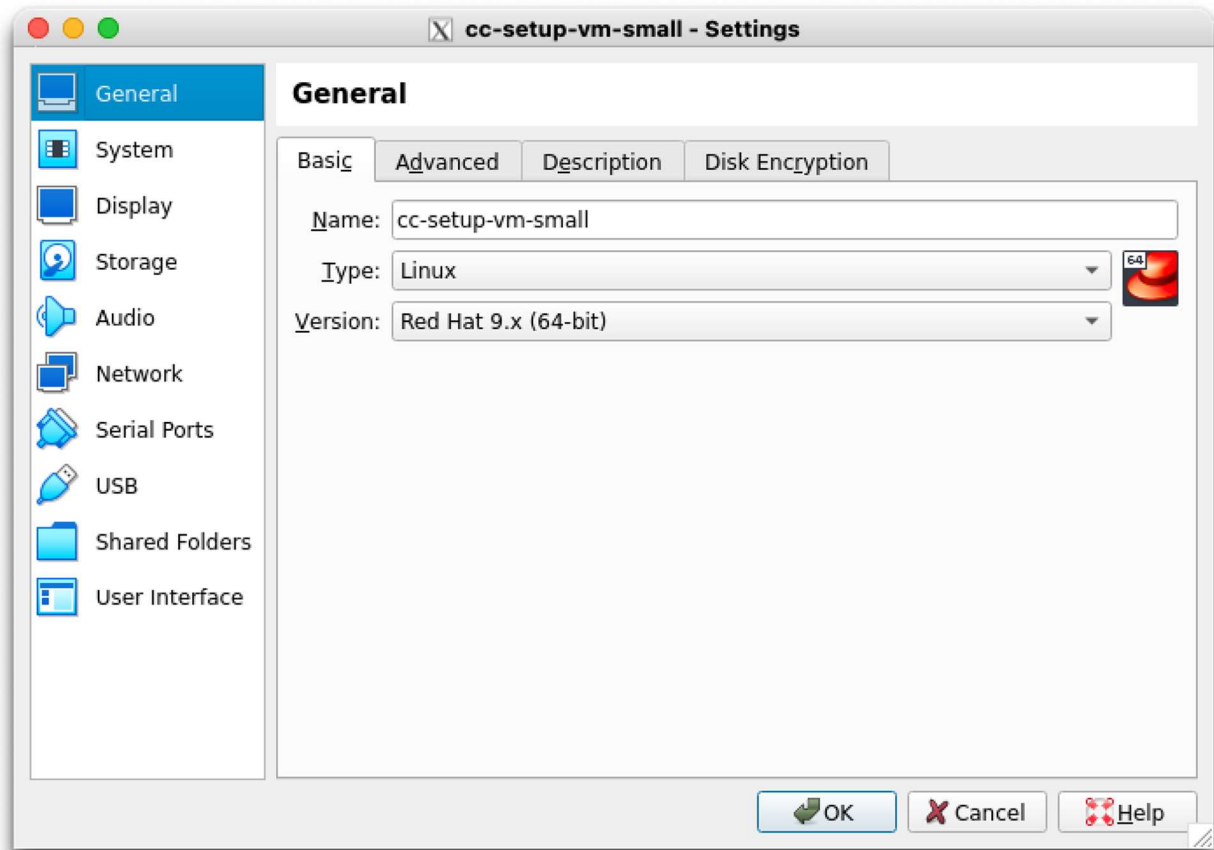 cc-setup-vm-small - Settings
General
System
Display
Storage
Audio
Network
Serial Ports
USB
Shared Folders
User Interface
General
Basic Advanced Description Disk Encryption
Name: cc-setup-vm-small
Type: Linux
64
Version: Red Hat 9.x (64-bit)
OK Cancel Help